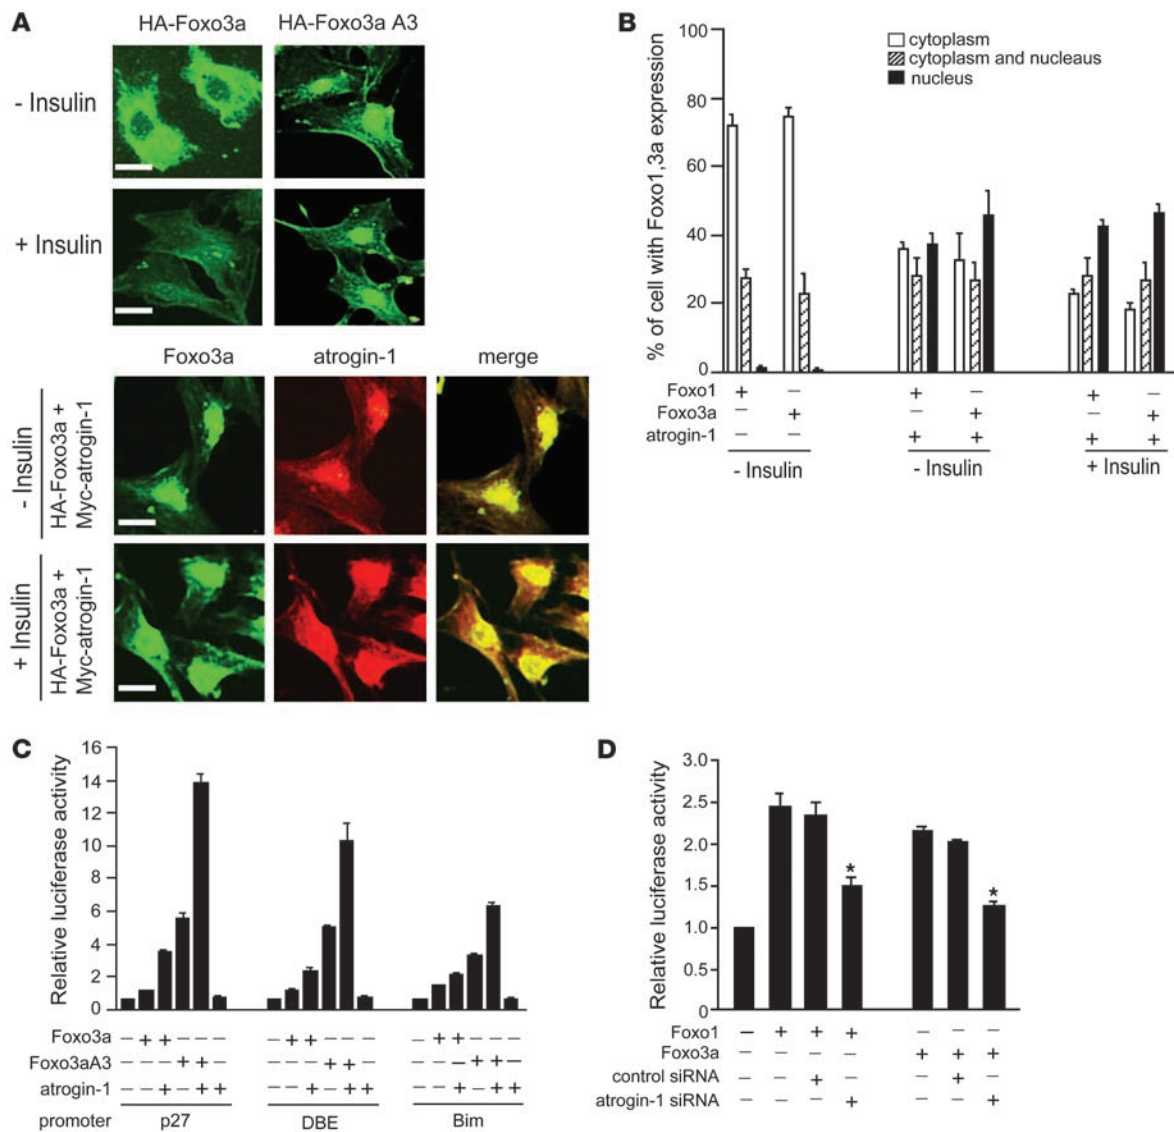 A
HA-Foxo3a HA-Foxo3a A3
- Insulin
+ Insulin
Foxo3a atrogin-1 merge
- Insulin
HA-Foxo3a +
Myc-atrogin-1
+ Insulin
HA-Foxo3a +
Myc-atrogin-1
B
% of cell with Foxo1,3a expression
100
80
60
40
20
0
cytoplasm
cytoplasm and nucleaus
nucleus
Foxo1 + – + – + –
Foxo3a – + – + – +
atrogin-1 – – + + + +
- Insulin - Insulin + Insulin
C
Relative luciferase activity
16
14
12
10
8
6
4
2
0
Foxo3a – + + – – – – + + – – – – + + – – –
Foxo3aA3 – – – + + – – – – + + – – – – + + –
atrogin-1 – – + – + + – – + – + + – – + – + +
promoter p27 DBE Bim
D
Relative luciferase activity
3.0
2.5
2.0
1.5
1.0
0.5
0
* *
Foxo1 – + + + – – –
Foxo3a – – – – + + +
control siRNA – – + – – + –
atrogin-1 siRNA – – – + – – +